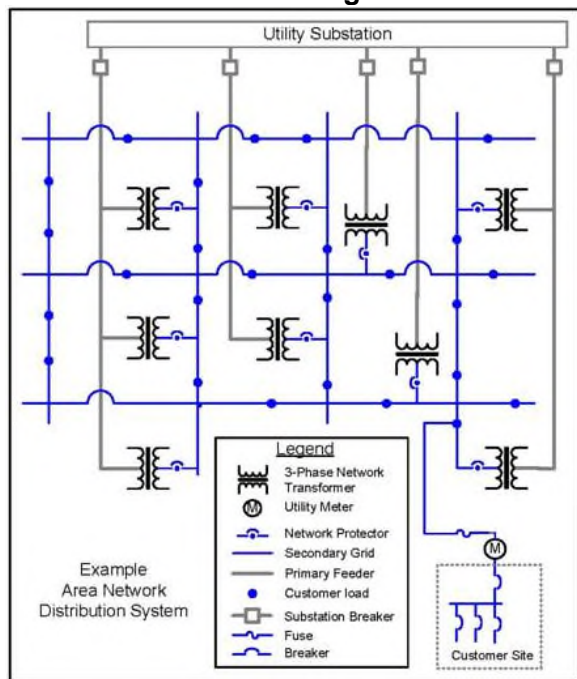 Utility Substation
Legend
3-Phase Network
Transformer
M
Utility Meter
Network Protector
Secondary Grid
Primary Feeder
Customer load
Substation Breaker
Fuse
Breaker
Example
Area Network
Distribution System
M
Customer Site